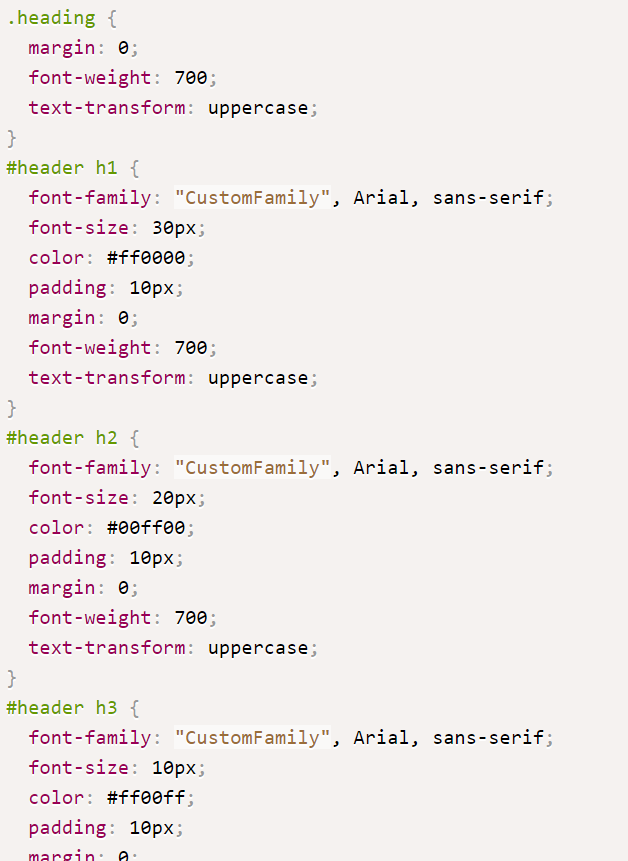 .heading {
  margin: 0;
  font-weight: 700;
  text-transform: uppercase;
}
#header h1 {
  font-family: "CustomFamily", Arial, sans-serif;
  font-size: 30px;
  color: #ff0000;
  padding: 10px;
  margin: 0;
  font-weight: 700;
  text-transform: uppercase;
}
#header h2 {
  font-family: "CustomFamily", Arial, sans-serif;
  font-size: 20px;
  color: #00ff00;
  padding: 10px;
  margin: 0;
  font-weight: 700;
  text-transform: uppercase;
}
#header h3 {
  font-family: "CustomFamily", Arial, sans-serif;
  font-size: 10px;
  color: #ff00ff;
  padding: 10px;
  margin: 0;